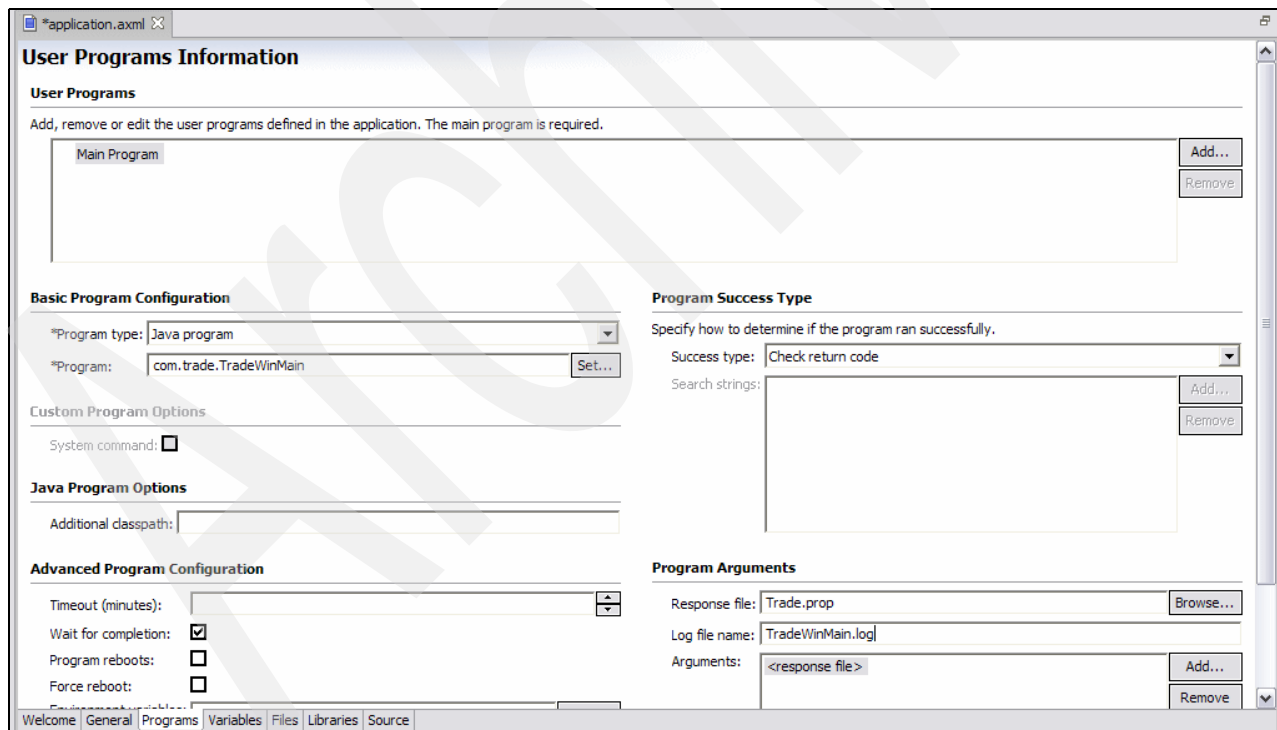 *application.axml
User Programs Information
User Programs
Add, remove or edit the user programs defined in the application. The main program is required.
Main Program
Add...
Remove
Basic Program Configuration
*Program type: Java program
*Program: com.trade.TradeWinMain Set...
Custom Program Options
System command:
Java Program Options
Additional classpath:
Advanced Program Configuration
Timeout (minutes):
Wait for completion:
Program reboots:
Force reboot:
Environment variables:
Program Success Type
Specify how to determine if the program ran successfully.
Success type: Check return code
Search strings:
Add...
Remove
Program Arguments
Response file: Trade.prop Browse...
Log file name: TradeWinMain.log
Arguments: <response file> Add...
Remove
Welcome General Programs Variables Files Libraries Source